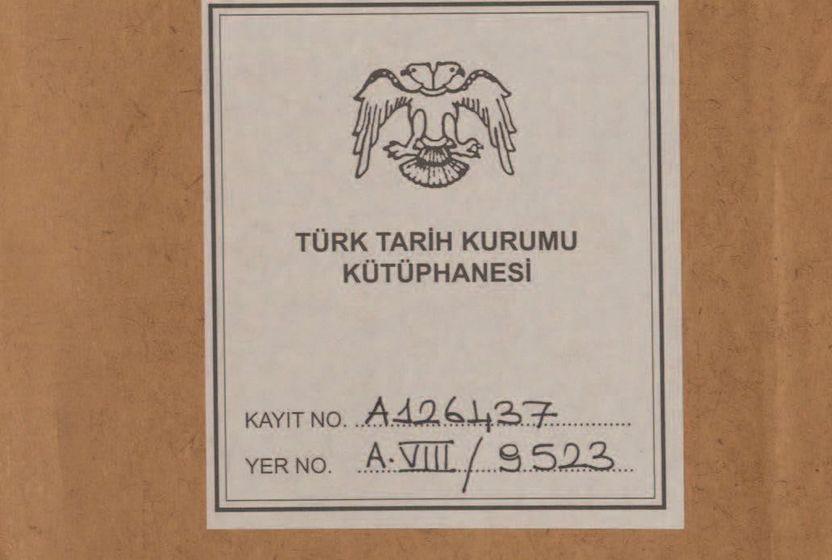 TÜRK TARİH KURUMU
KÜTÜPHANESİ
KAYIT NO. A126437
YER NO. A.VIII/9523